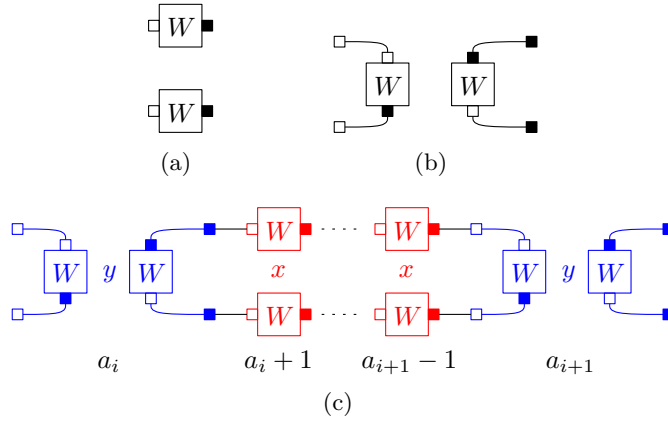 W
W
(a)
W W
(b)
W y W W W W y W
x x
W W
a_i a_i + 1 a_{i+1} − 1 a_{i+1}
(c)